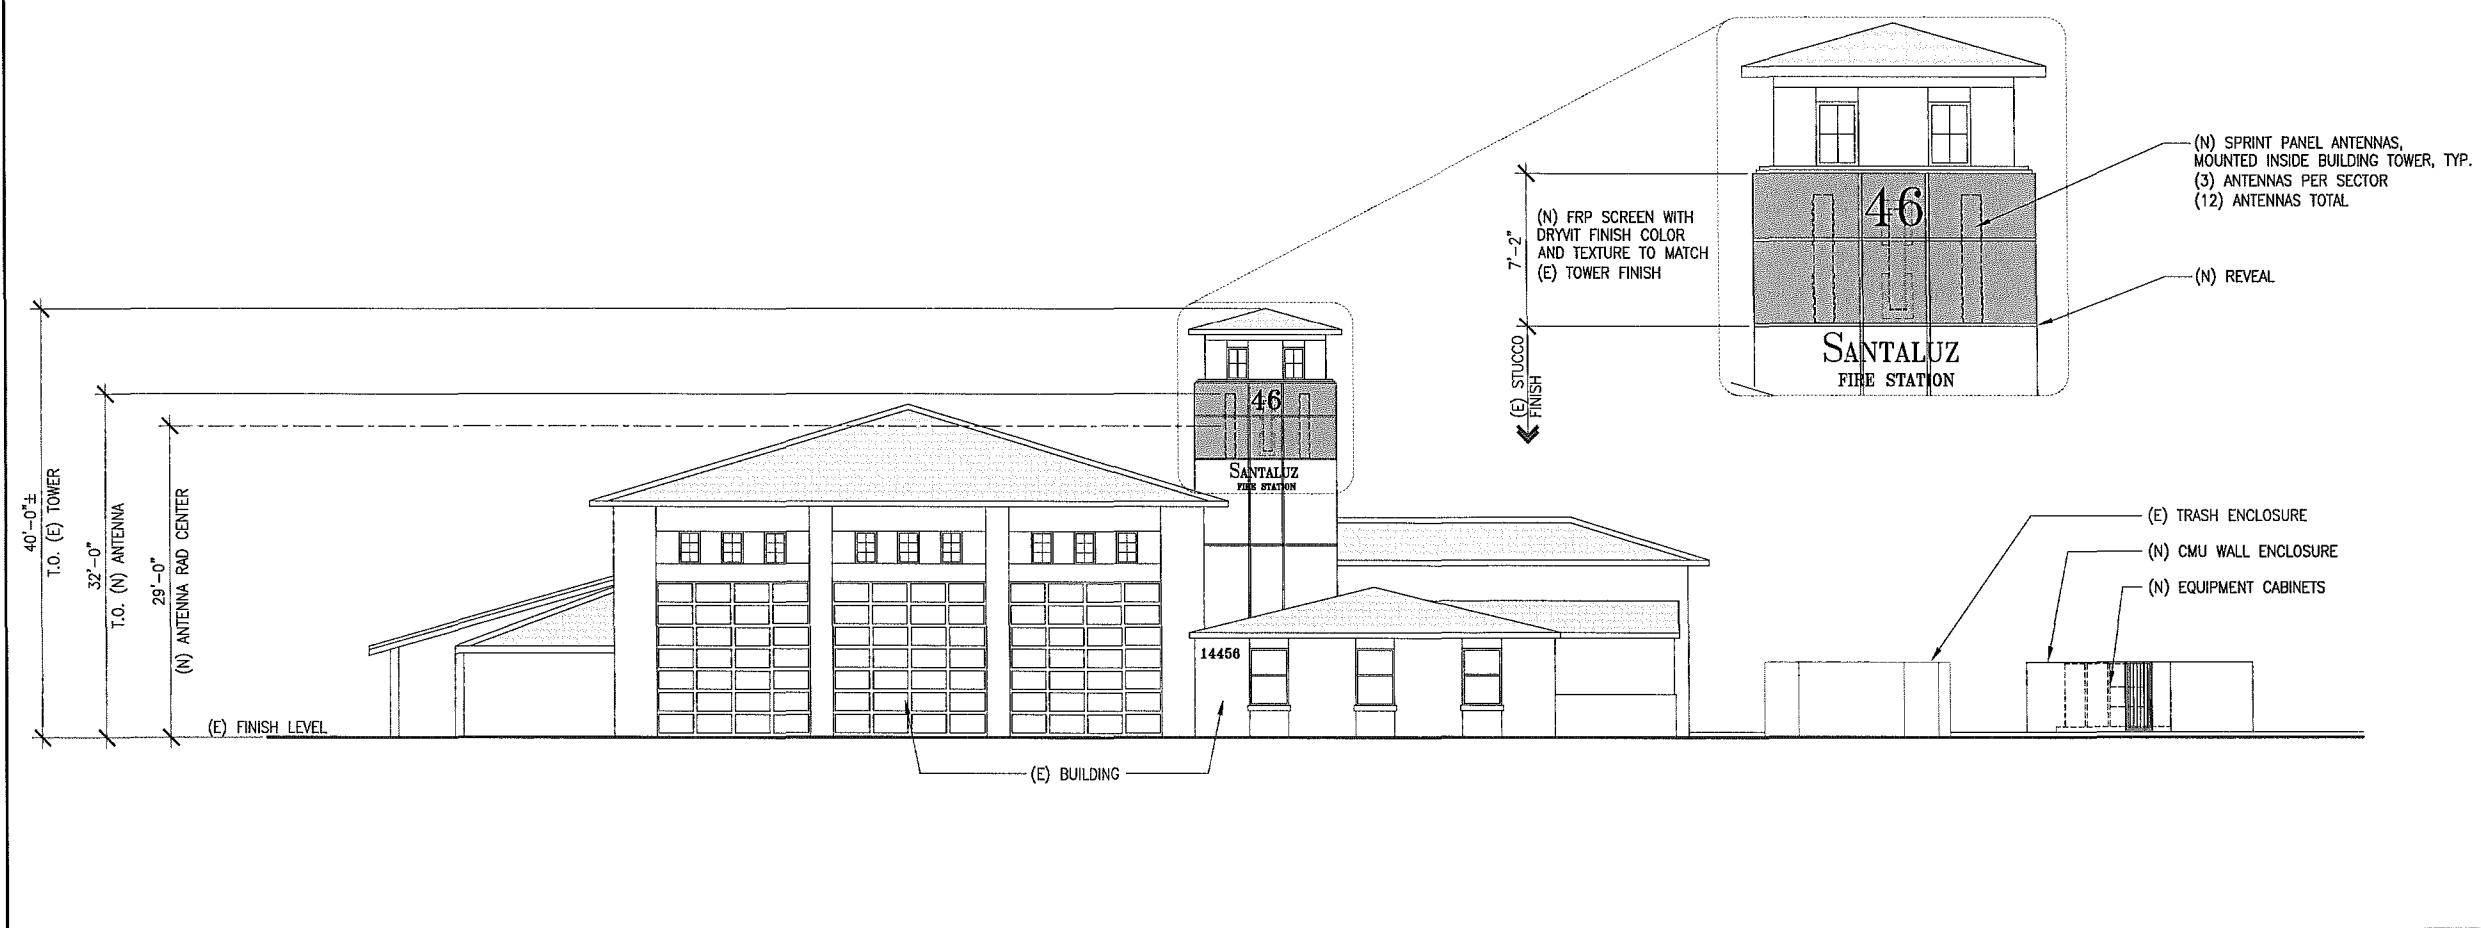 (N) SPRINT PANEL ANTENNAS,
MOUNTED INSIDE BUILDING TOWER, TYP.
(3) ANTENNAS PER SECTOR
(12) ANTENNAS TOTAL
46
7'-2"
(N) FRP SCREEN WITH
DRYVIT FINISH COLOR
AND TEXTURE TO MATCH
(E) TOWER FINISH
(N) REVEAL
SANTALUZ
FIRE STATION
(E) STUCCO
FINISH
46
SANTALUZ
FIRE STATION
40'-0"±
T.O. (E) TOWER
32'-0"
T.O. (N) ANTENNA
29'-0"
(N) ANTENNA RAD CENTER
(E) TRASH ENCLOSURE
(N) CMU WALL ENCLOSURE
(N) EQUIPMENT CABINETS
14456
(E) FINISH LEVEL
(E) BUILDING